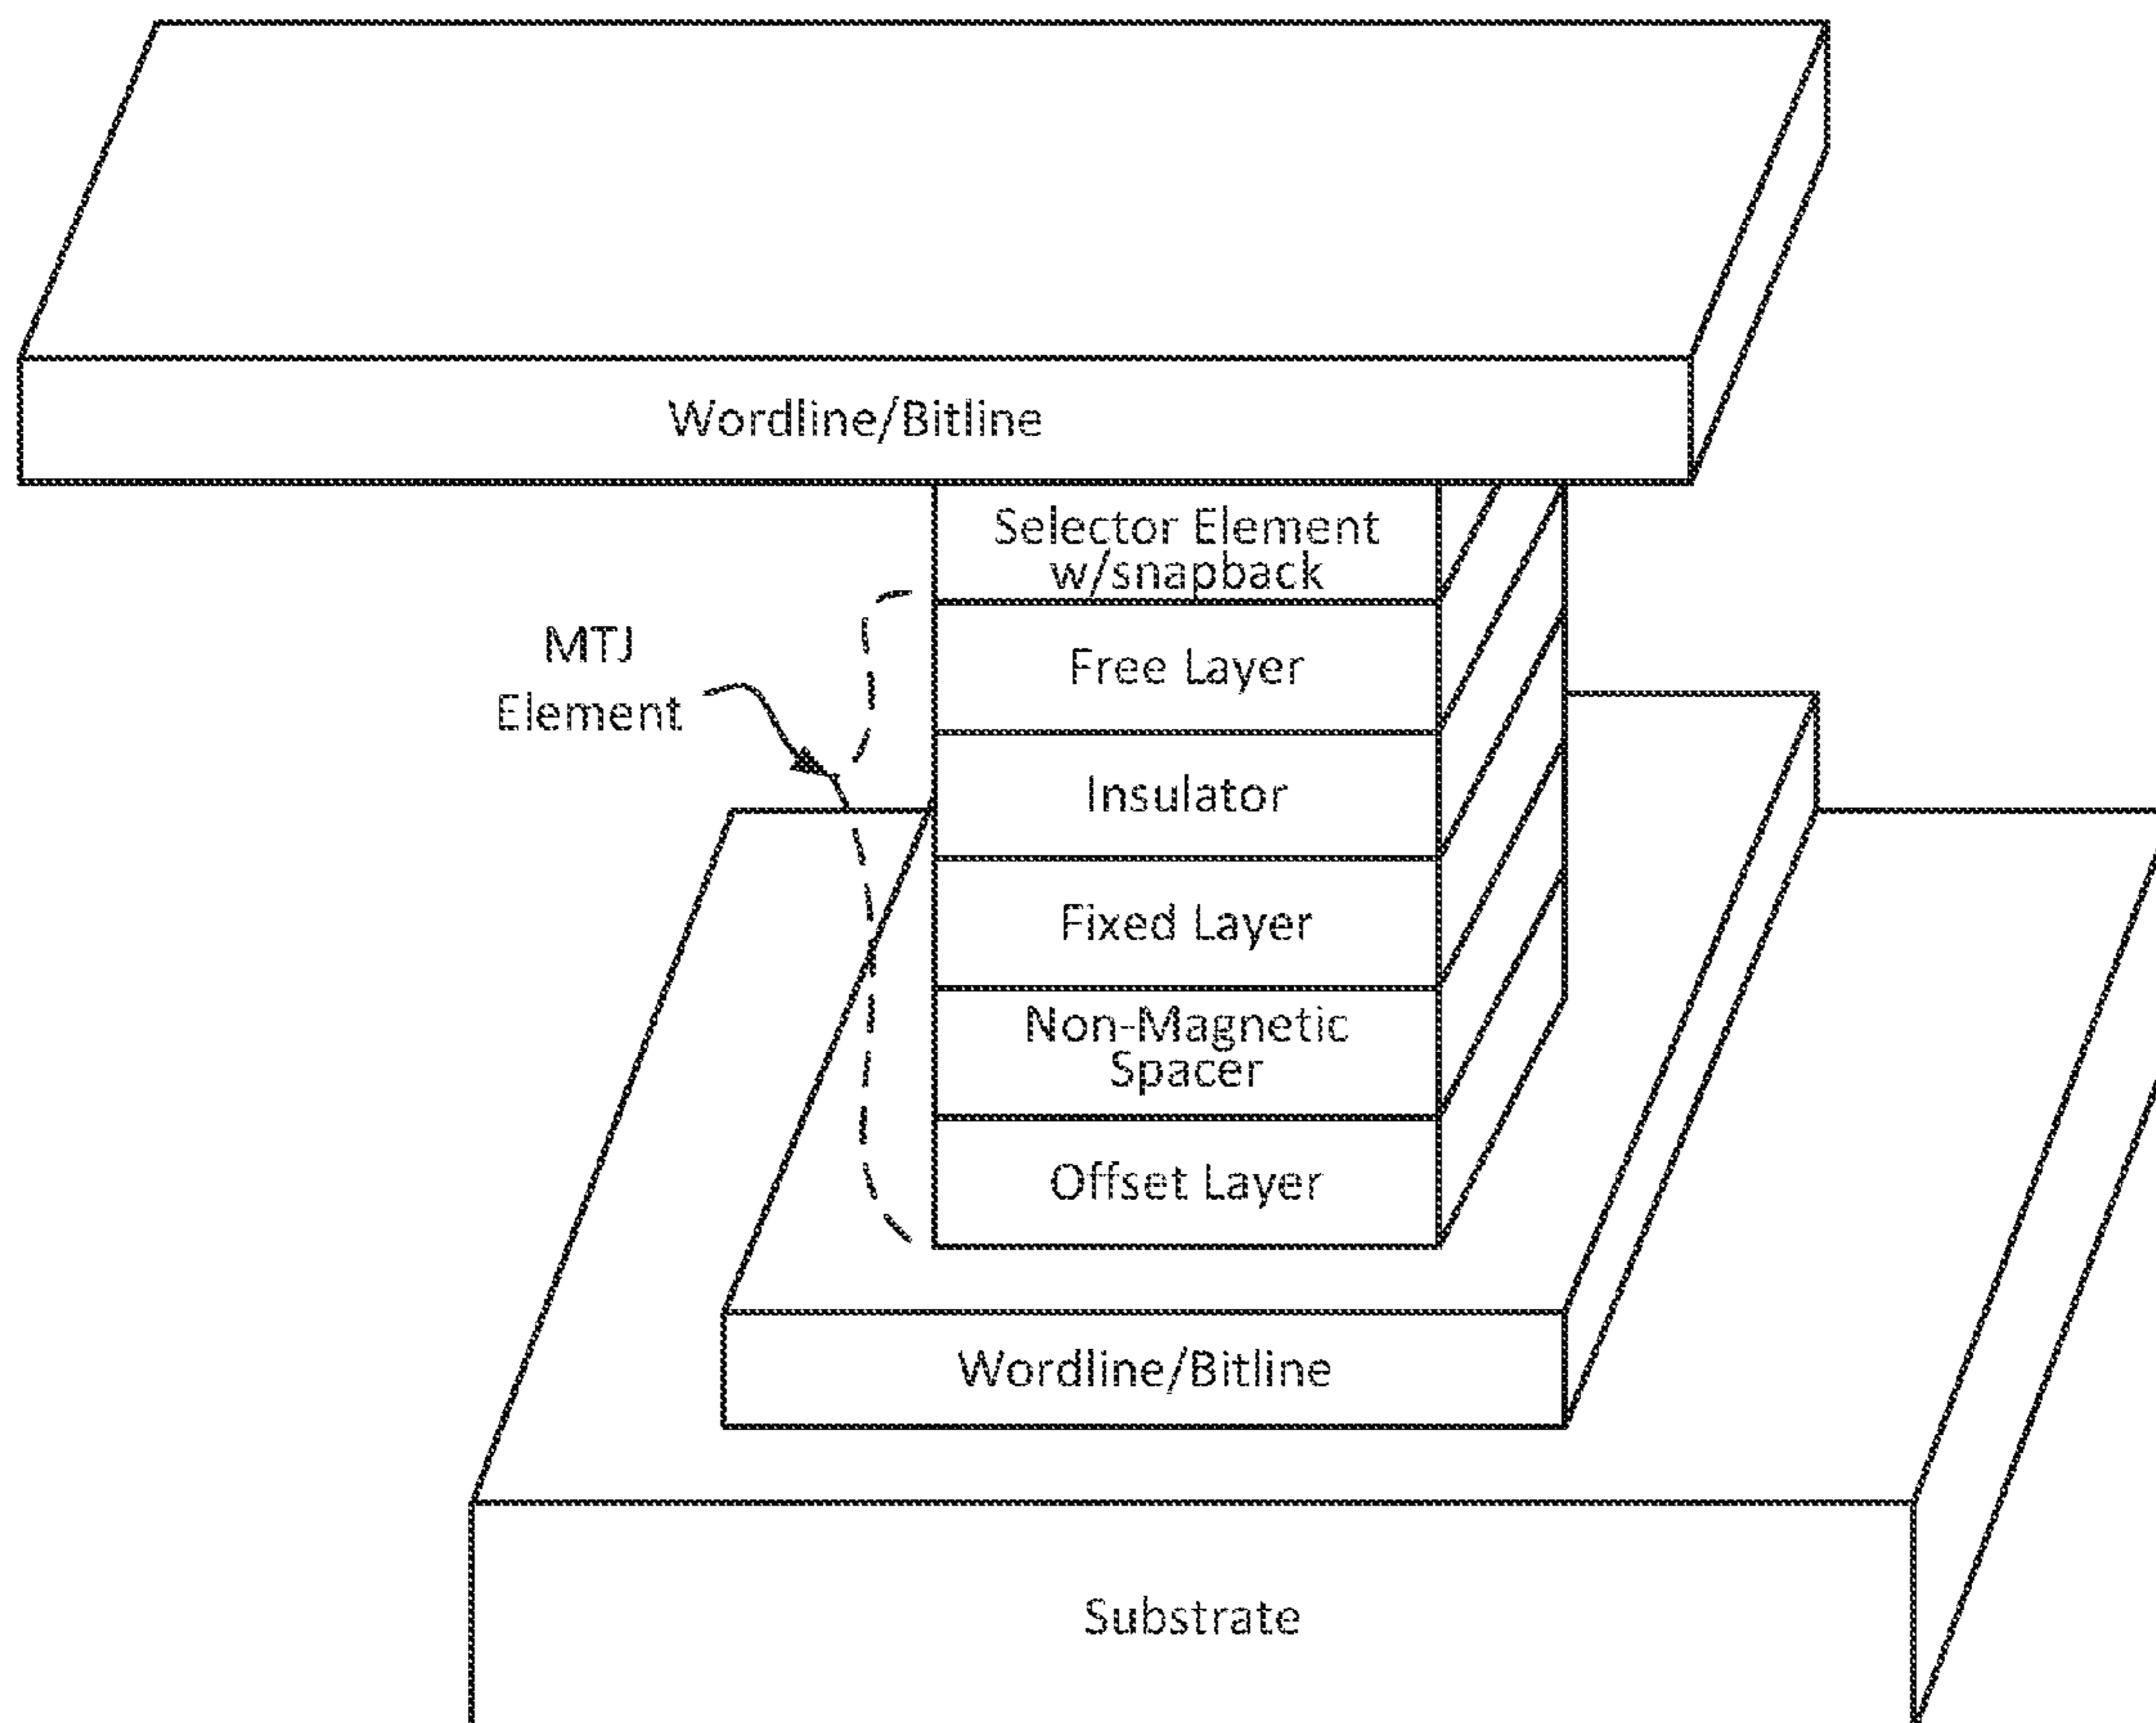 Wordline/Bitline
Selector Element
w/snapback
MTJ
Element
Free Layer
Insulator
Fixed Layer
Non-Magnetic
Spacer
Offset Layer
Wordline/Bitline
Substrate